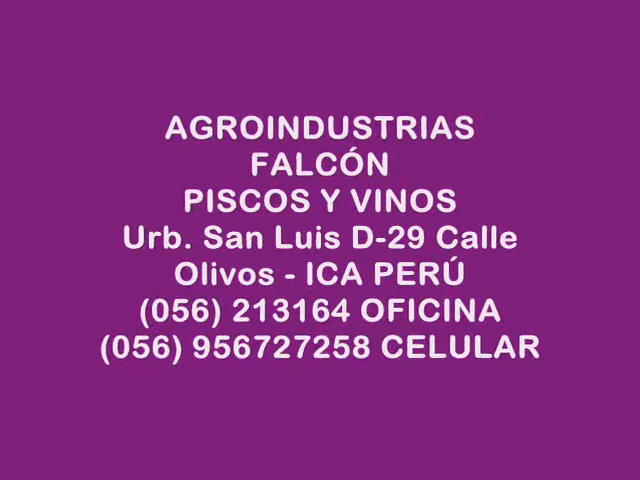 AGROINDUSTRIAS
FALCÓN
PISCOS Y VINOS
Urb. San Luis D-29 Calle
Olivos - ICA PERÚ
(056) 213164 OFICINA
(056) 956727258 CELULAR